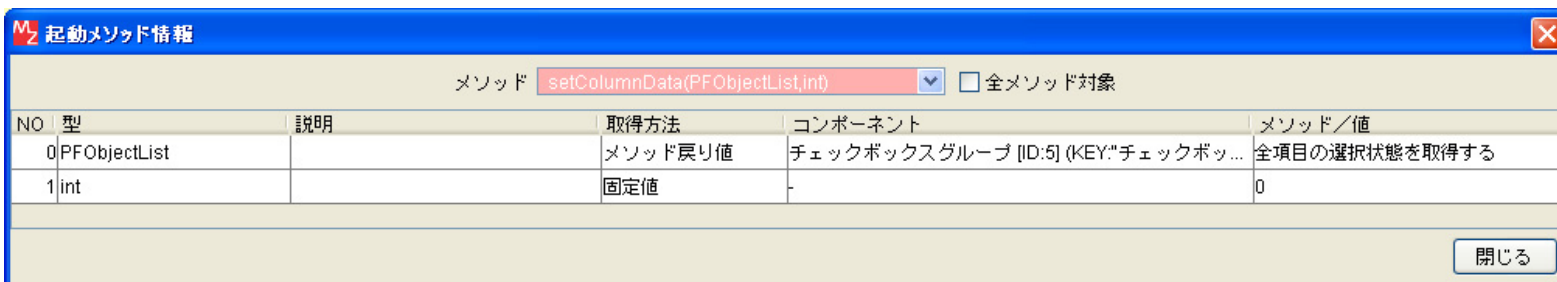 起動メソッド情報
メソッド setColumnData(PFObjectList,int) 全メソッド対象
NO 型 説明 取得方法 コンポーネント メソッド／値
0 PFObjectList メソッド戻り値 チェックボックスグループ [ID:5] (KEY:"チェックボッ... 全項目の選択状態を取得する
1 int 固定値 - 0
閉じる